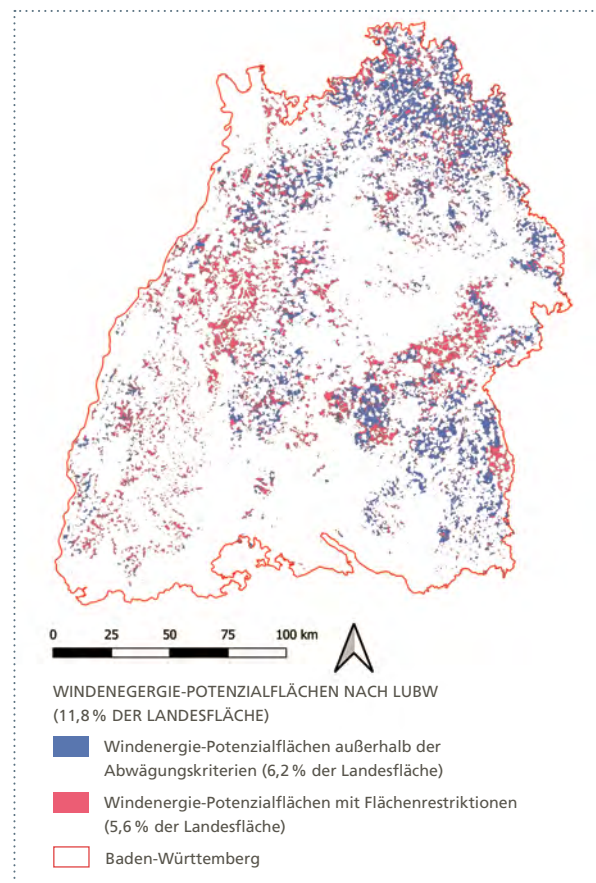 0 25 50 75 100 km
WINDENEGERGIE-POTENZIALFLÄCHEN NACH LUBW
(11,8 % DER LANDESFLÄCHE)
Windenergie-Potenzialflächen außerhalb der
Abwägungskriterien (6,2 % der Landesfläche)
Windenergie-Potenzialflächen mit Flächenrestriktionen
(5,6 % der Landesfläche)
Baden-Württemberg